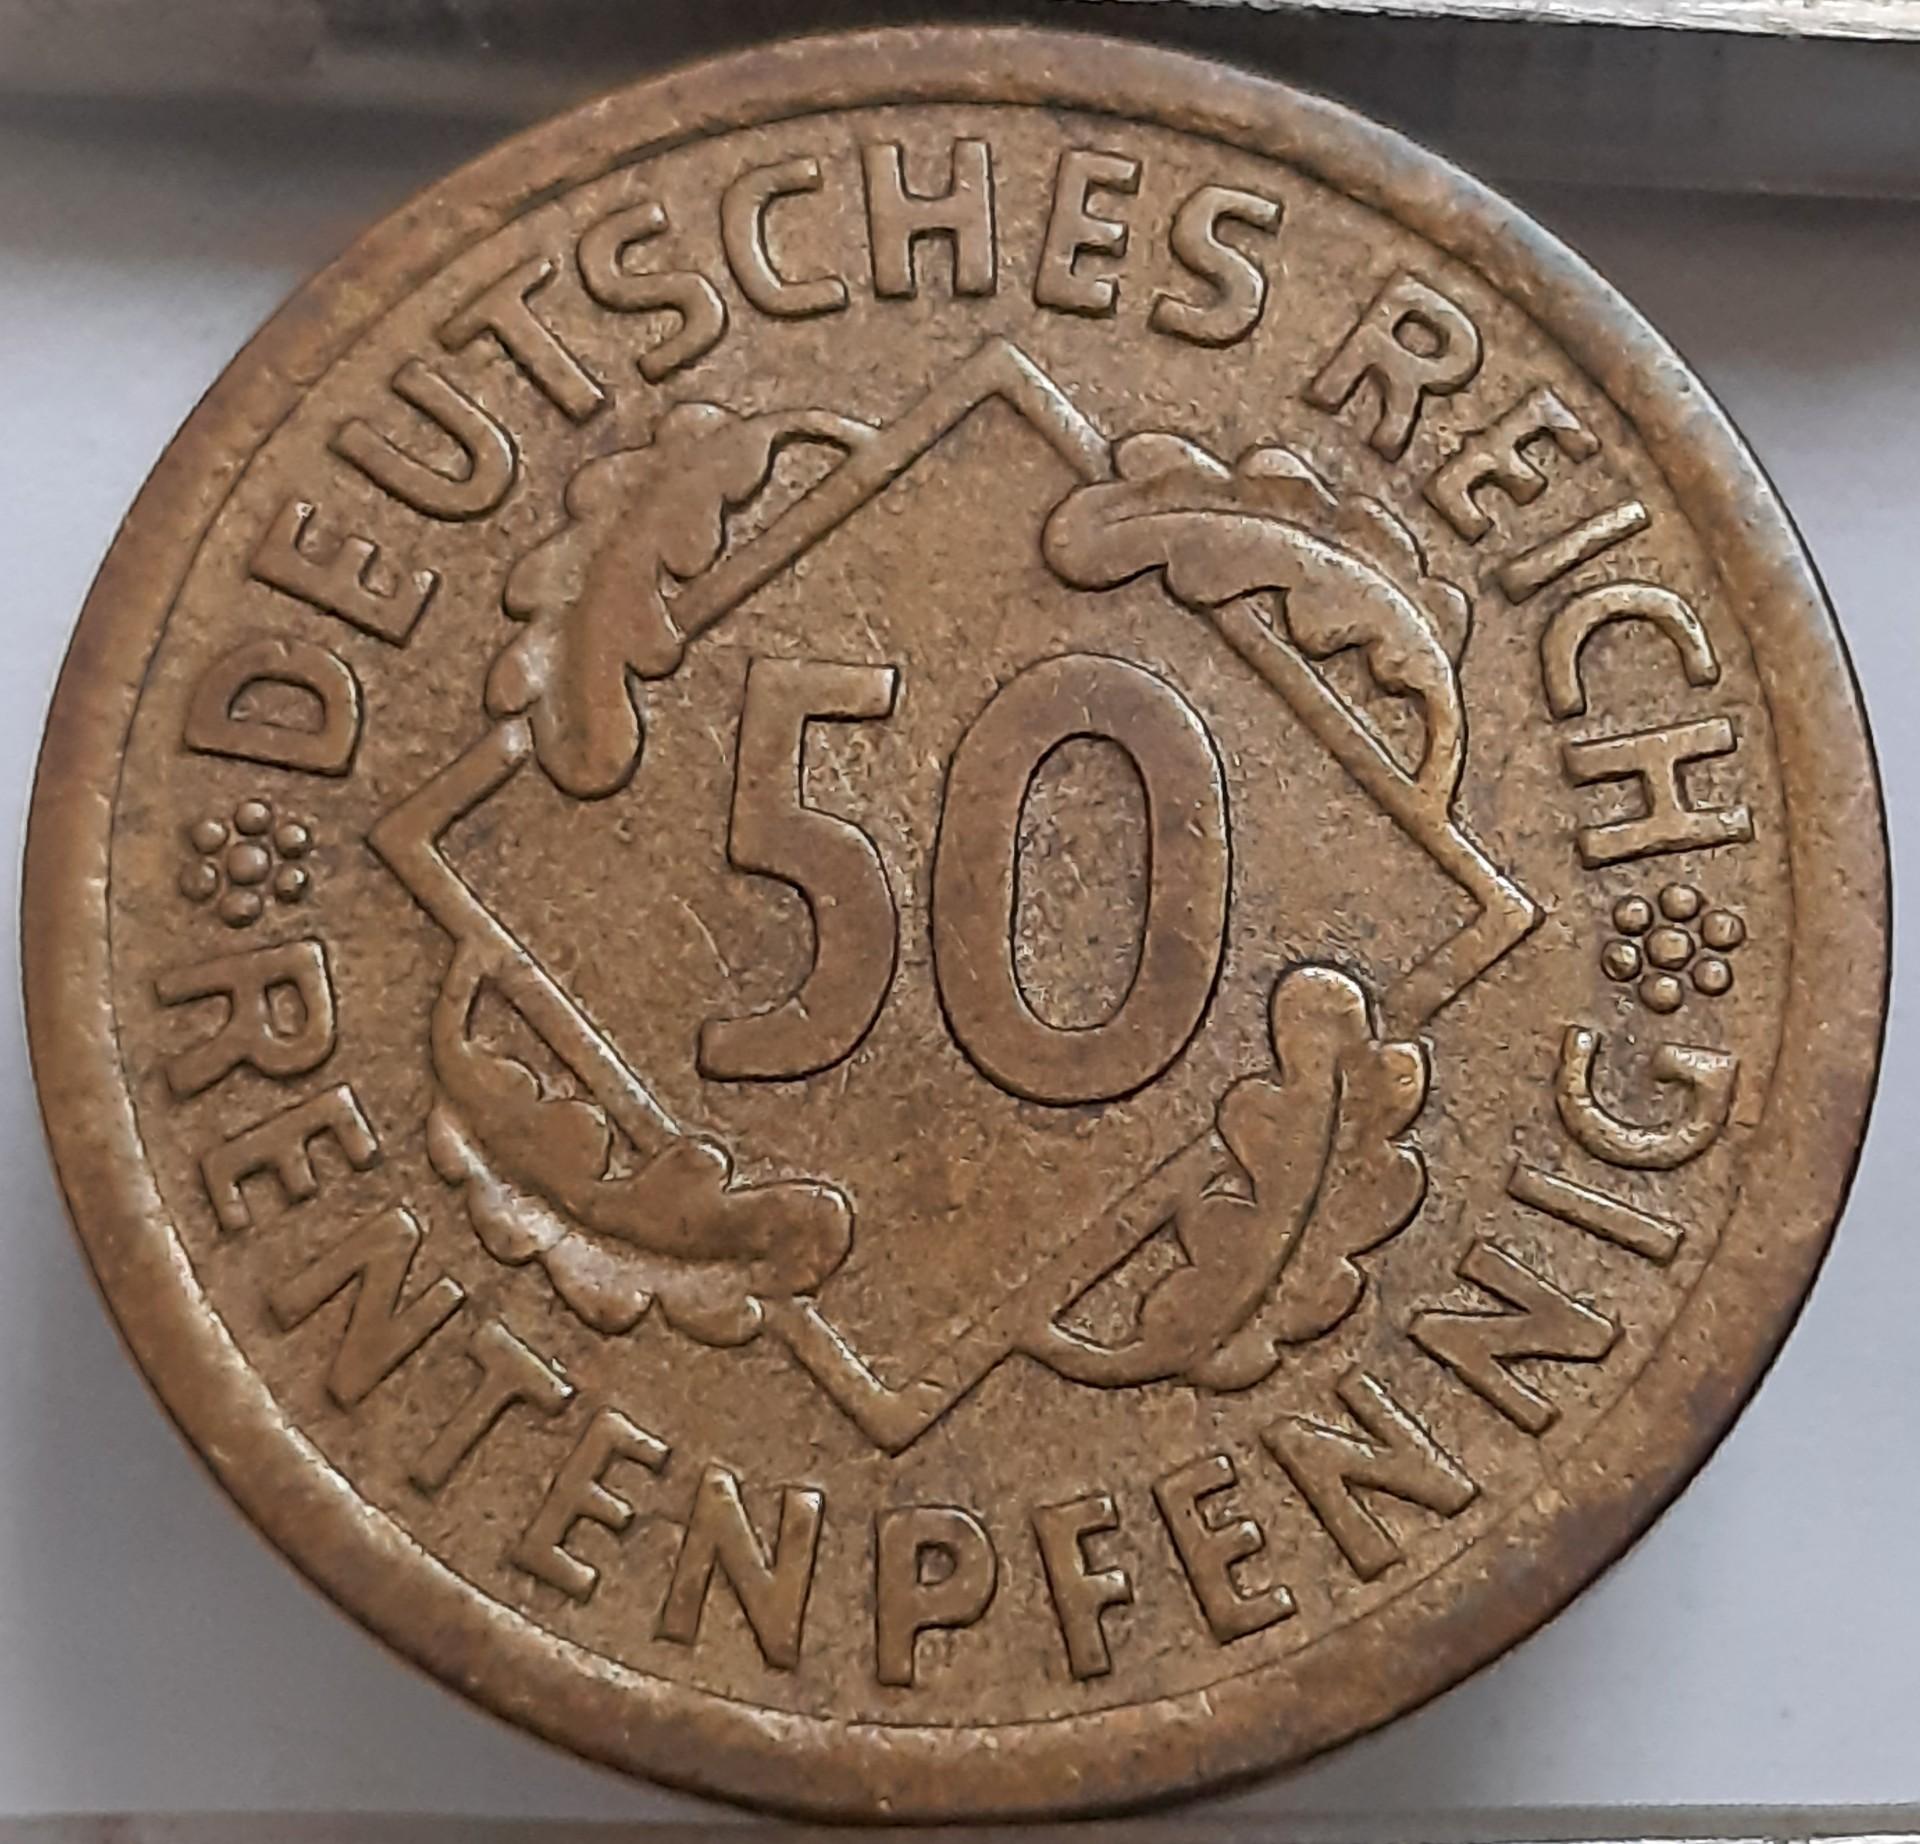 DEUTSCHES REICH
50
RENTENPFENNIG